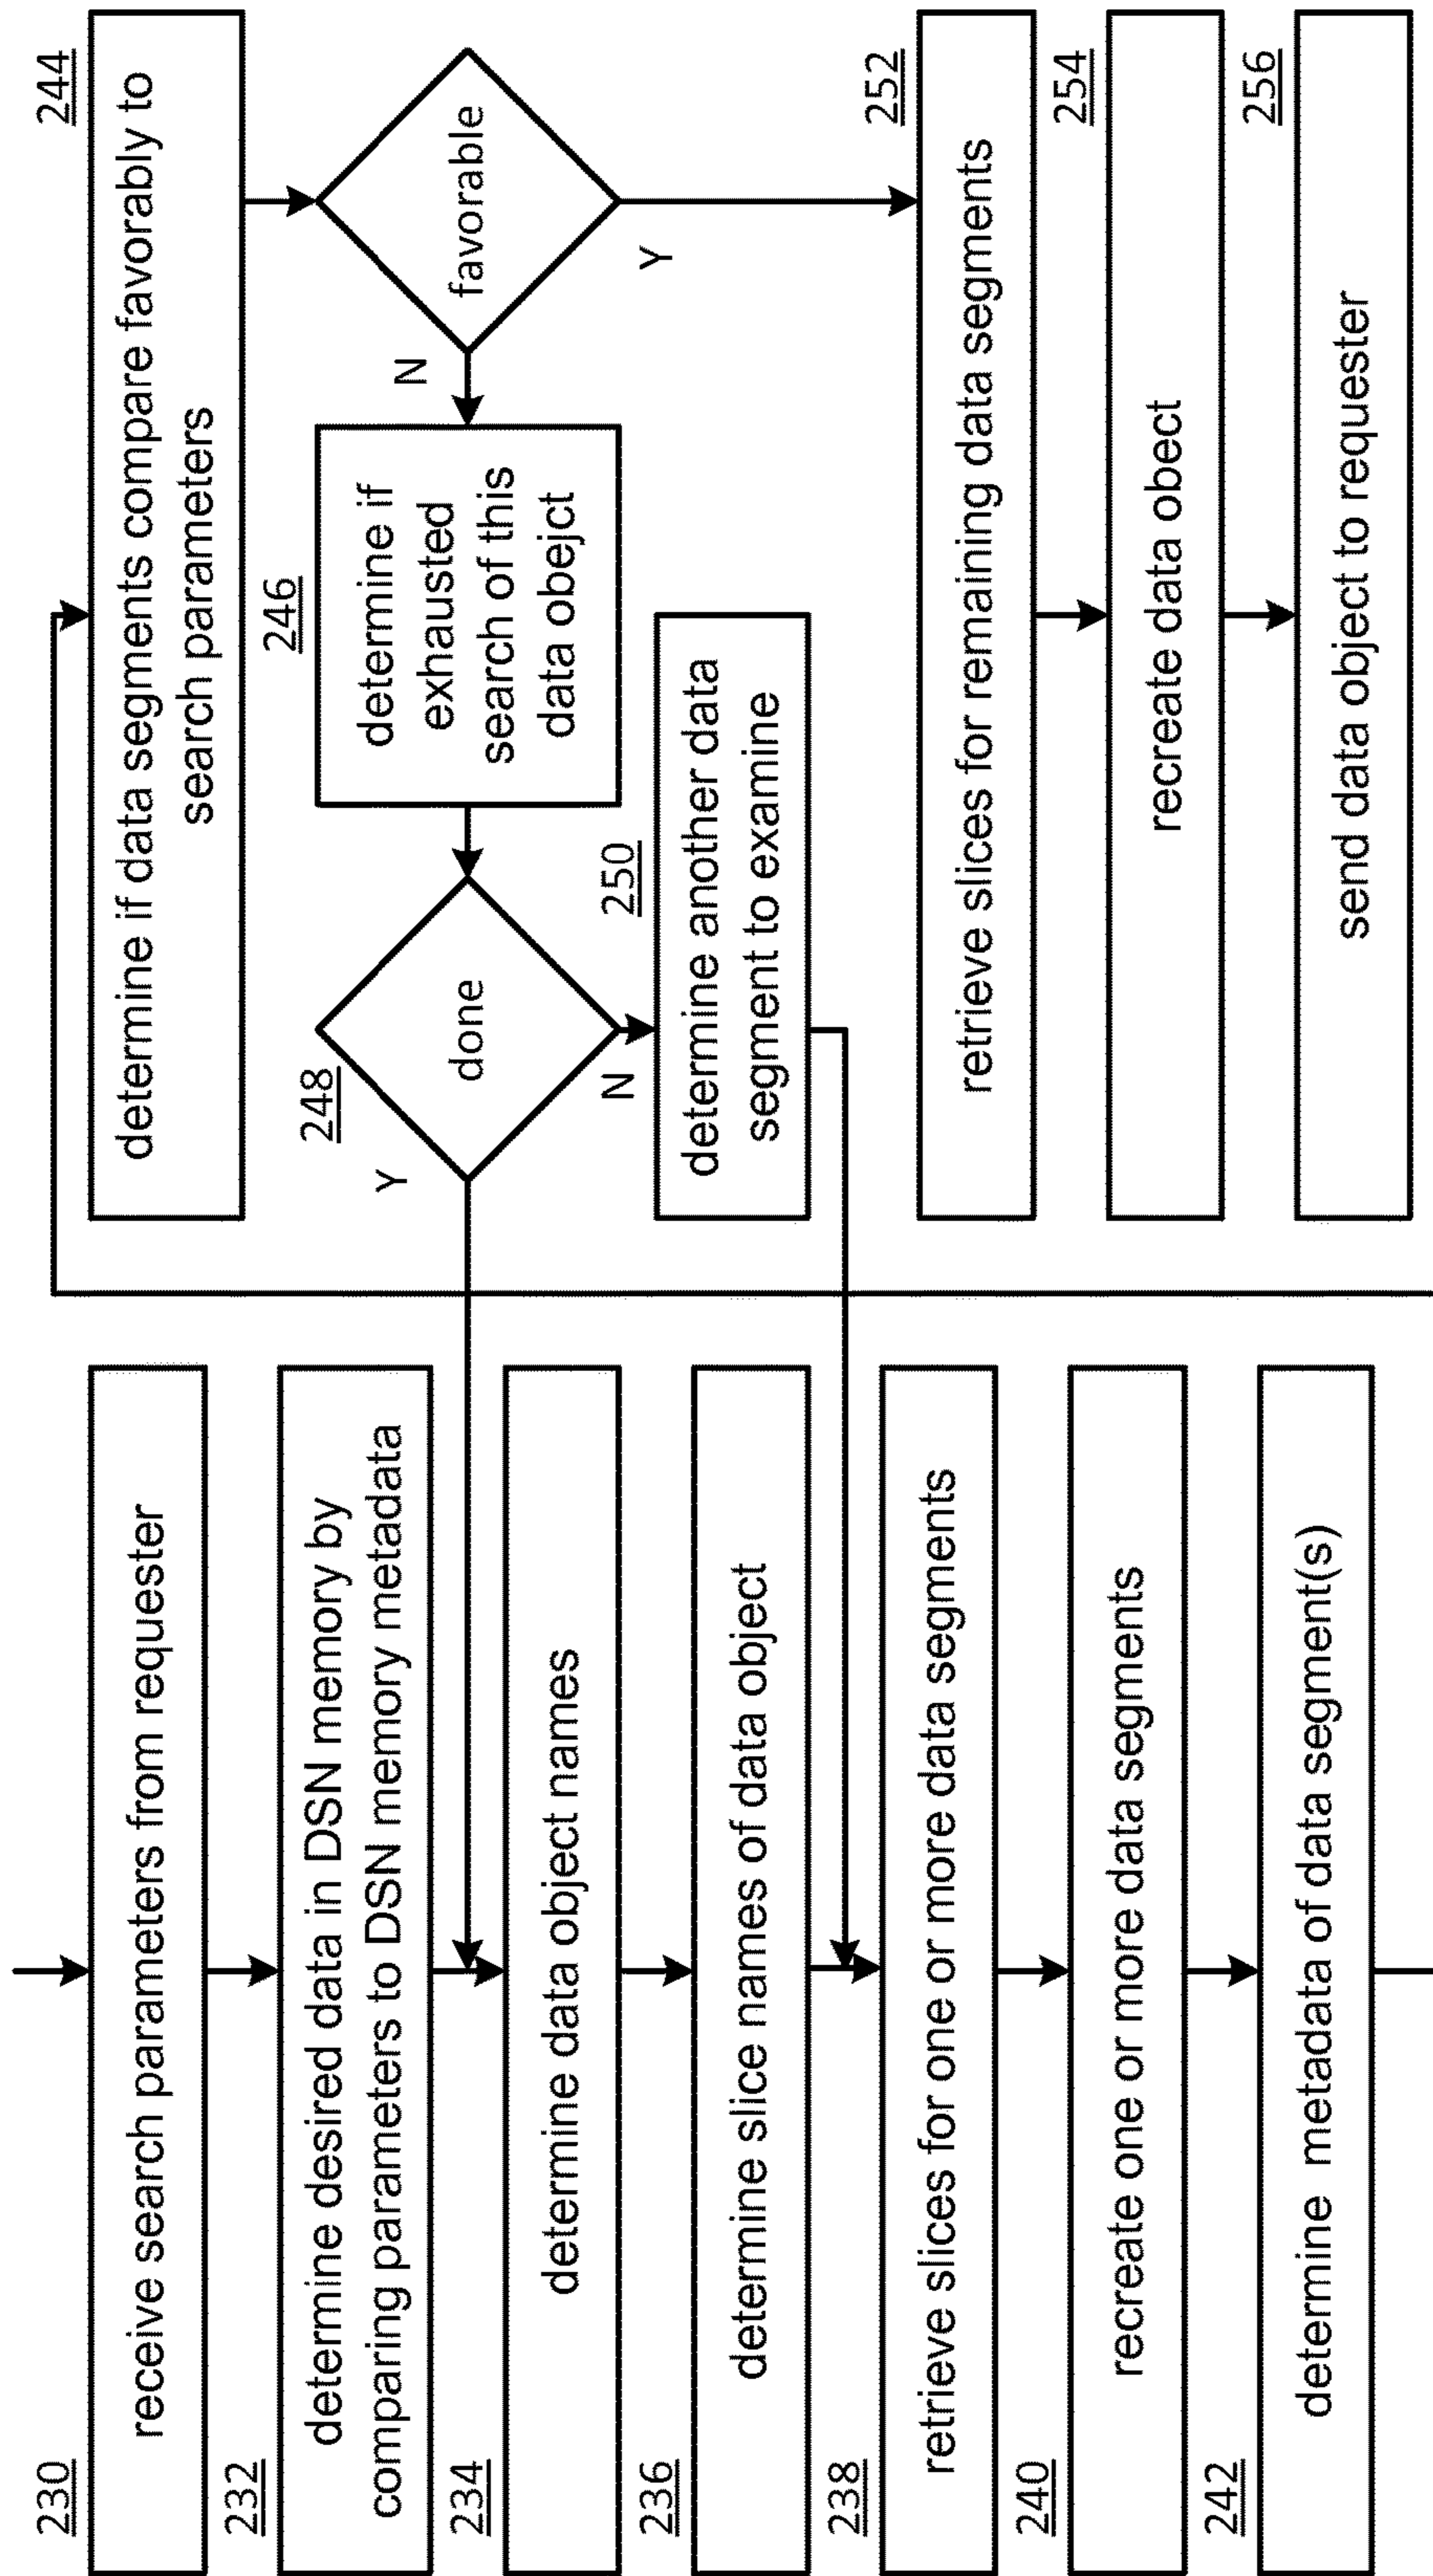 230
receive search parameters from requester
232
determine desired data in DSN memory by
comparing parameters to DSN memory metadata
234
determine data object names
236
determine slice names of data object
238
retrieve slices for one or more data segments
240
recreate one or more data segments
242
determine metadata of data segment(s)
244
determine if data segments compare favorably to
search parameters
favorable
N
Y
246
determine if
exhausted
search of this
data obejct
248
done
Y
N
250
determine another data
segment to examine
252
retrieve slices for remaining data segments
254
recreate data obect
256
send data object to requester